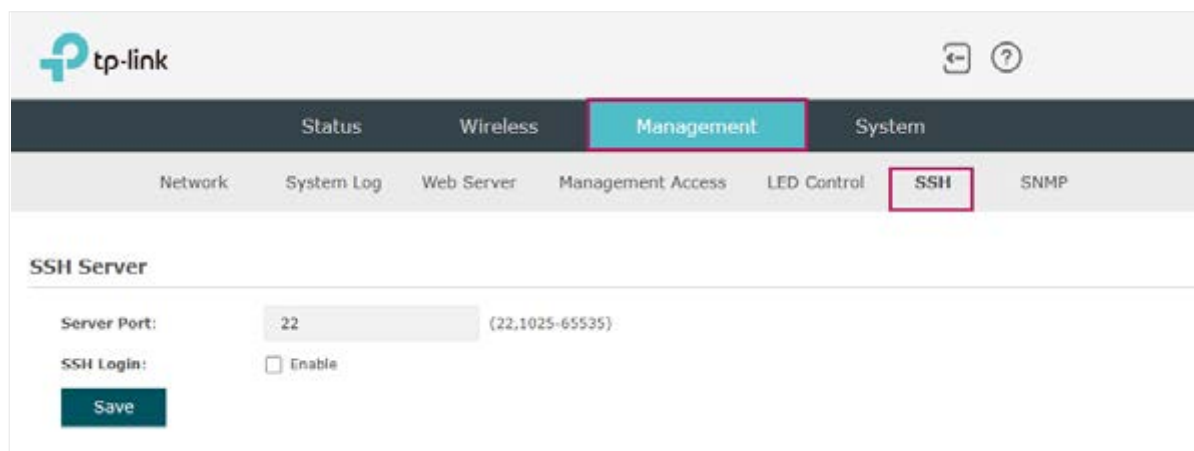 tp-link
Status Wireless Management System
Network System Log Web Server Management Access LED Control SSH SNMP
SSH Server
Server Port: 22 (22,1025-65535)
SSH Login: Enable
Save